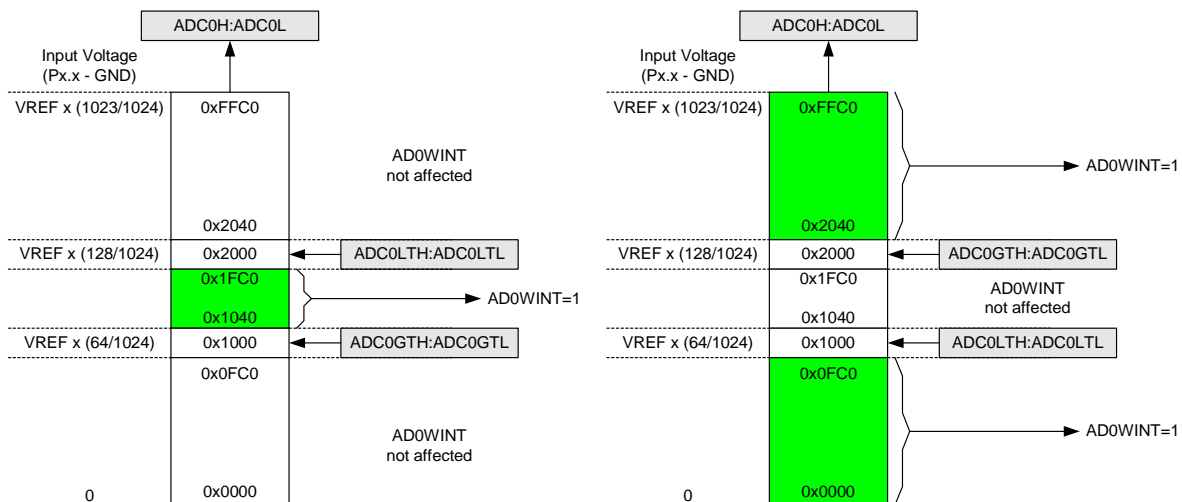 ADC0H:ADC0L
Input Voltage
(Px.x - GND)
VREF x (1023/1024)
0xFFC0
AD0WINT
not affected
0x2040
VREF x (128/1024)
0x2000
ADC0LTH:ADC0LTL
0x1FC0
AD0WINT=1
0x1040
VREF x (64/1024)
0x1000
ADC0GTH:ADC0GTL
0x0FC0
AD0WINT
not affected
0
0x0000
ADC0H:ADC0L
Input Voltage
(Px.x - GND)
VREF x (1023/1024)
0xFFC0
AD0WINT=1
0x2040
VREF x (128/1024)
0x2000
ADC0GTH:ADC0GTL
0x1FC0
AD0WINT
not affected
0x1040
VREF x (64/1024)
0x1000
ADC0LTH:ADC0LTL
0x0FC0
AD0WINT=1
0
0x0000